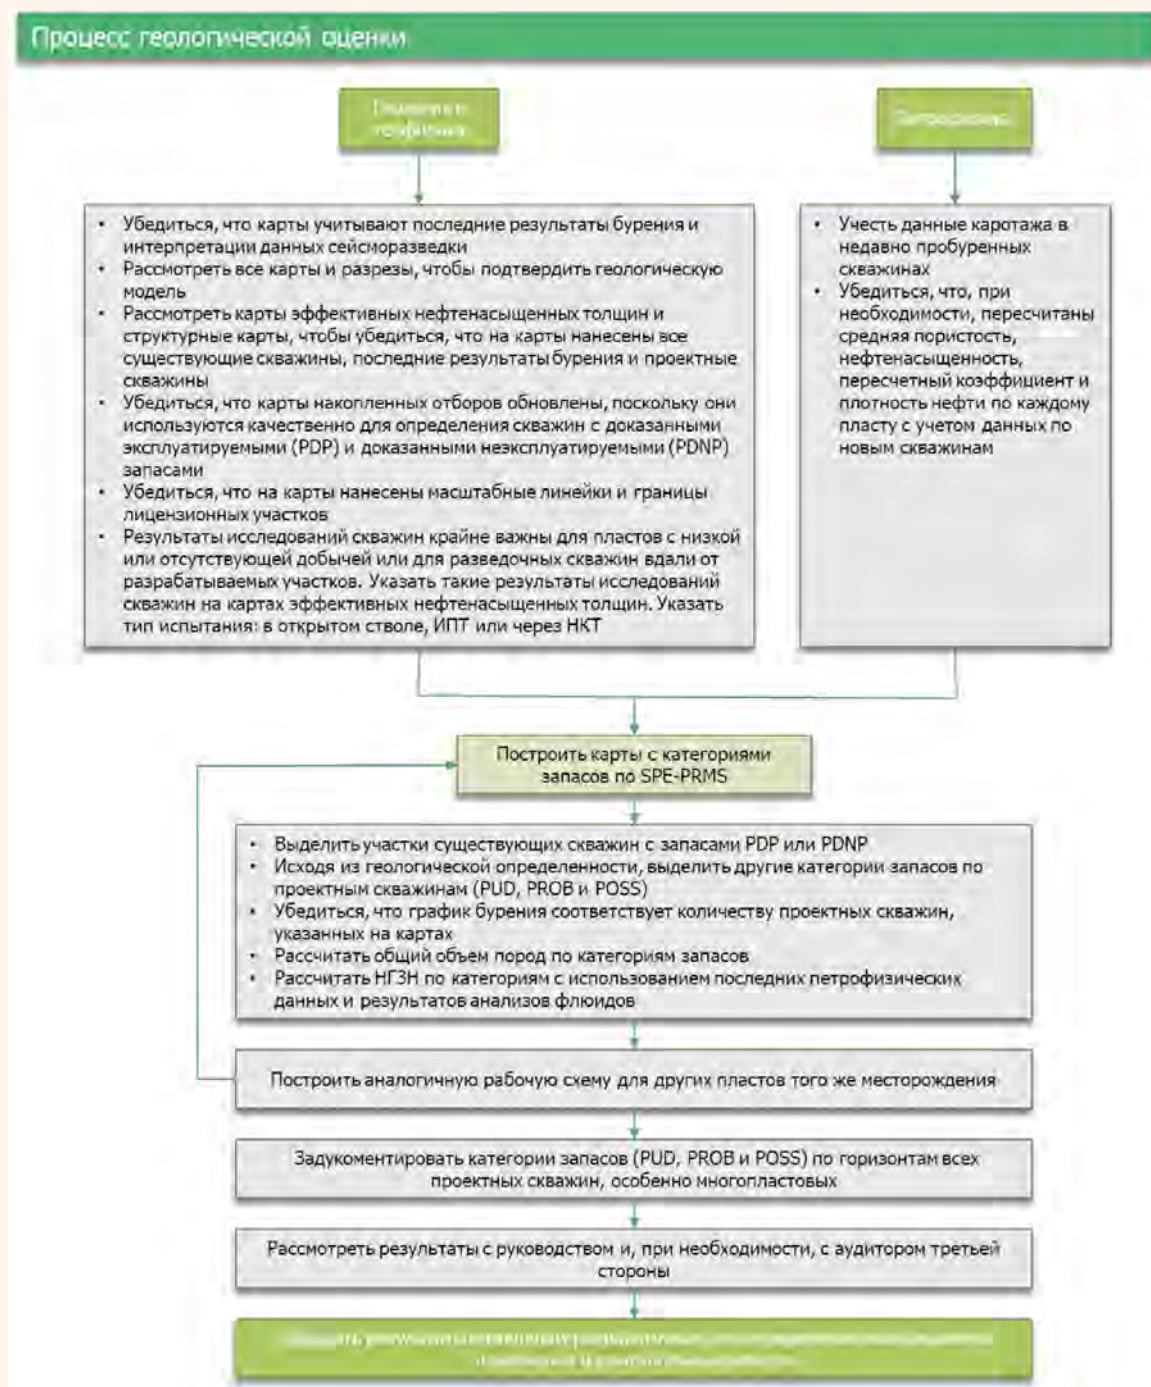 Процесс геологической оценки
• Убедиться, что карты учитывают последние результаты бурения и
интерпретации данных сейсморазведки
• Рассмотреть все карты и разрезы, чтобы подтвердить геологическую
модель
• Рассмотреть карты эффективных нефтенасыщенных толщин и
структурные карты, чтобы убедиться, что на карты нанесены все
существующие скважины, последние результаты бурения и проектные
скважины
• Убедиться, что карты накопленных отборов обновлены, поскольку они
используются качественно для определения скважин с доказанными
эксплуатируемыми (PDP) и доказанными неэксплуатируемыми (PDNP)
запасами
• Убедиться, что на карты нанесены масштабные линейки и границы
лицензионных участков
• Результаты исследований скважин крайне важны для пластов с низкой
или отсутствующей добычей или для разведочных скважин вдали от
разрабатываемых участков. Указать такие результаты исследований
скважин на картах эффективных нефтенасыщенных толщин. Указать
тип испытания: в открытом стволе, ИПТ или через НКТ
• Учесть данные каротажа в
недавно пробуренных
скважинах
• Убедиться, что, при
необходимости, пересчитаны
средняя пористость,
нефтенасыщенность,
пересчетный коэффициент и
плотность нефти по каждому
пласту с учетом данных по
новым скважинам
Построить карты с категориями
запасов по SPE-PRMS
• Выделить участки существующих скважин с запасами PDP или PDNP
• Исходя из геологической определенности, выделить другие категории запасов по
проектным скважинам (PUD, PROB и POSS)
• Убедиться, что график бурения соответствует количеству проектных скважин,
указанных на картах
• Рассчитать общий объем пород по категориям запасов
• Рассчитать НГЗН по категориям с использованием последних петрофизических
данных и результатов анализов флюидов
Построить аналогичную рабочую схему для других пластов того же месторождения
Задукоментировать категории запасов (PUD, PROB и POSS) по горизонтам всех
проектных скважин, особенно многопластовых
Рассмотреть результаты с руководством и, при необходимости, с аудитором третьей
стороны